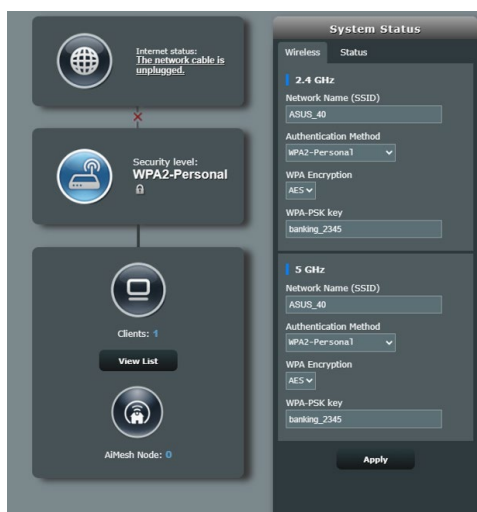 Internet status:
The network cable is
unplugged.
Security level:
WPA2-Personal
Clients: 1
View List
AiMesh Node: 0
System Status
Wireless Status
2.4 GHz
Network Name (SSID)
ASUS_40
Authentication Method
WPA2-Personal
WPA Encryption
AES
WPA-PSK key
banking_2345
5 GHz
Network Name (SSID)
ASUS_40
Authentication Method
WPA2-Personal
WPA Encryption
AES
WPA-PSK key
banking_2345
Apply